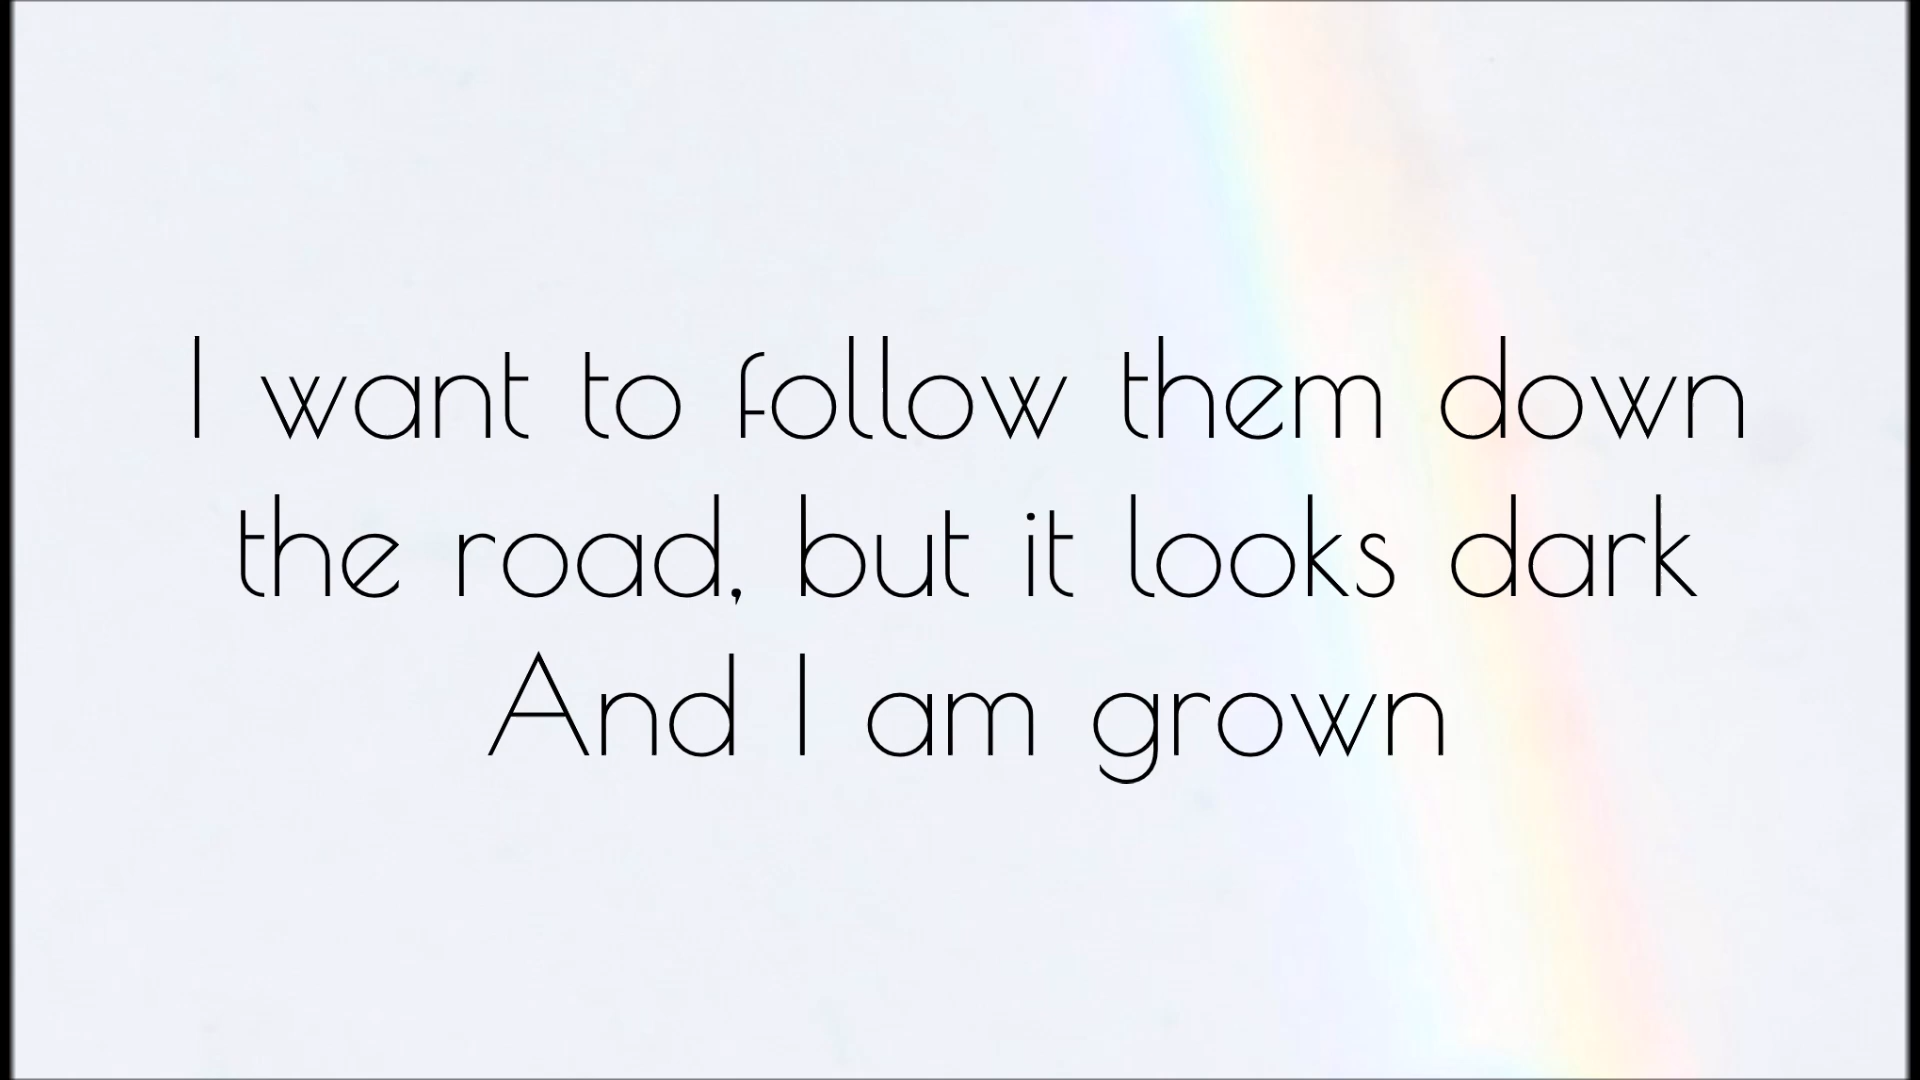 I want to follow them down
the road, but it looks dark
And I am grown